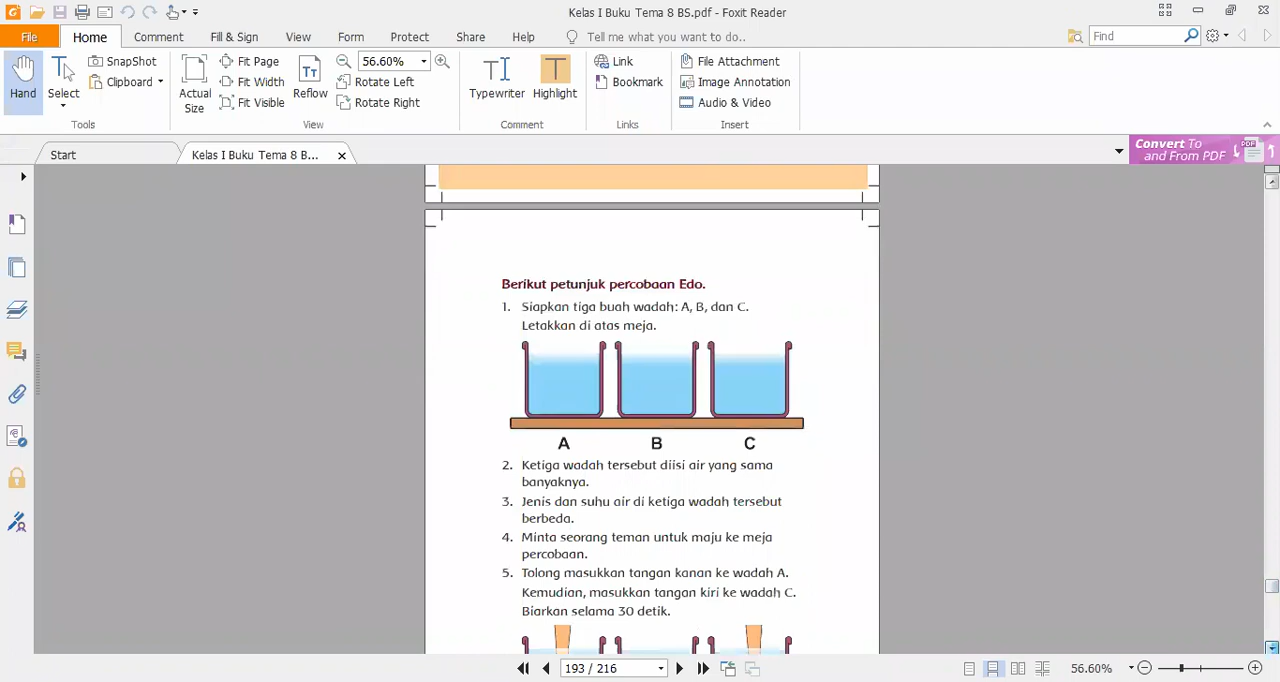 Kelas I Buku Tema 8 BS.pdf - Foxit Reader
File Home Comment Fill & Sign View Form Protect Share Help Tell me what you want to do.. Find
Hand
Select
SnapShot
Clipboard
Tools
Actual Size
Fit Page
Fit Width
Fit Visible
Reflow
56.60%
Rotate Left
Rotate Right
View
Typewriter
Highlight
Comment
Link
Bookmark
Links
File Attachment
Image Annotation
Audio & Video
Insert
Start
Kelas I Buku Tema 8 B...
Convert To
and From PDF
PDF
Berikut petunjuk percobaan Edo.
1. Siapkan tiga buah wadah: A, B, dan C.
Letakkan di atas meja.
A B C
2. Ketiga wadah tersebut diisi air yang sama
banyaknya.
3. Jenis dan suhu air di ketiga wadah tersebut
berbeda.
4. Minta seorang teman untuk maju ke meja
percobaan.
5. Tolong masukkan tangan kanan ke wadah A.
Kemudian, masukkan tangan kiri ke wadah C.
Biarkan selama 30 detik.
193 / 216
56.60%